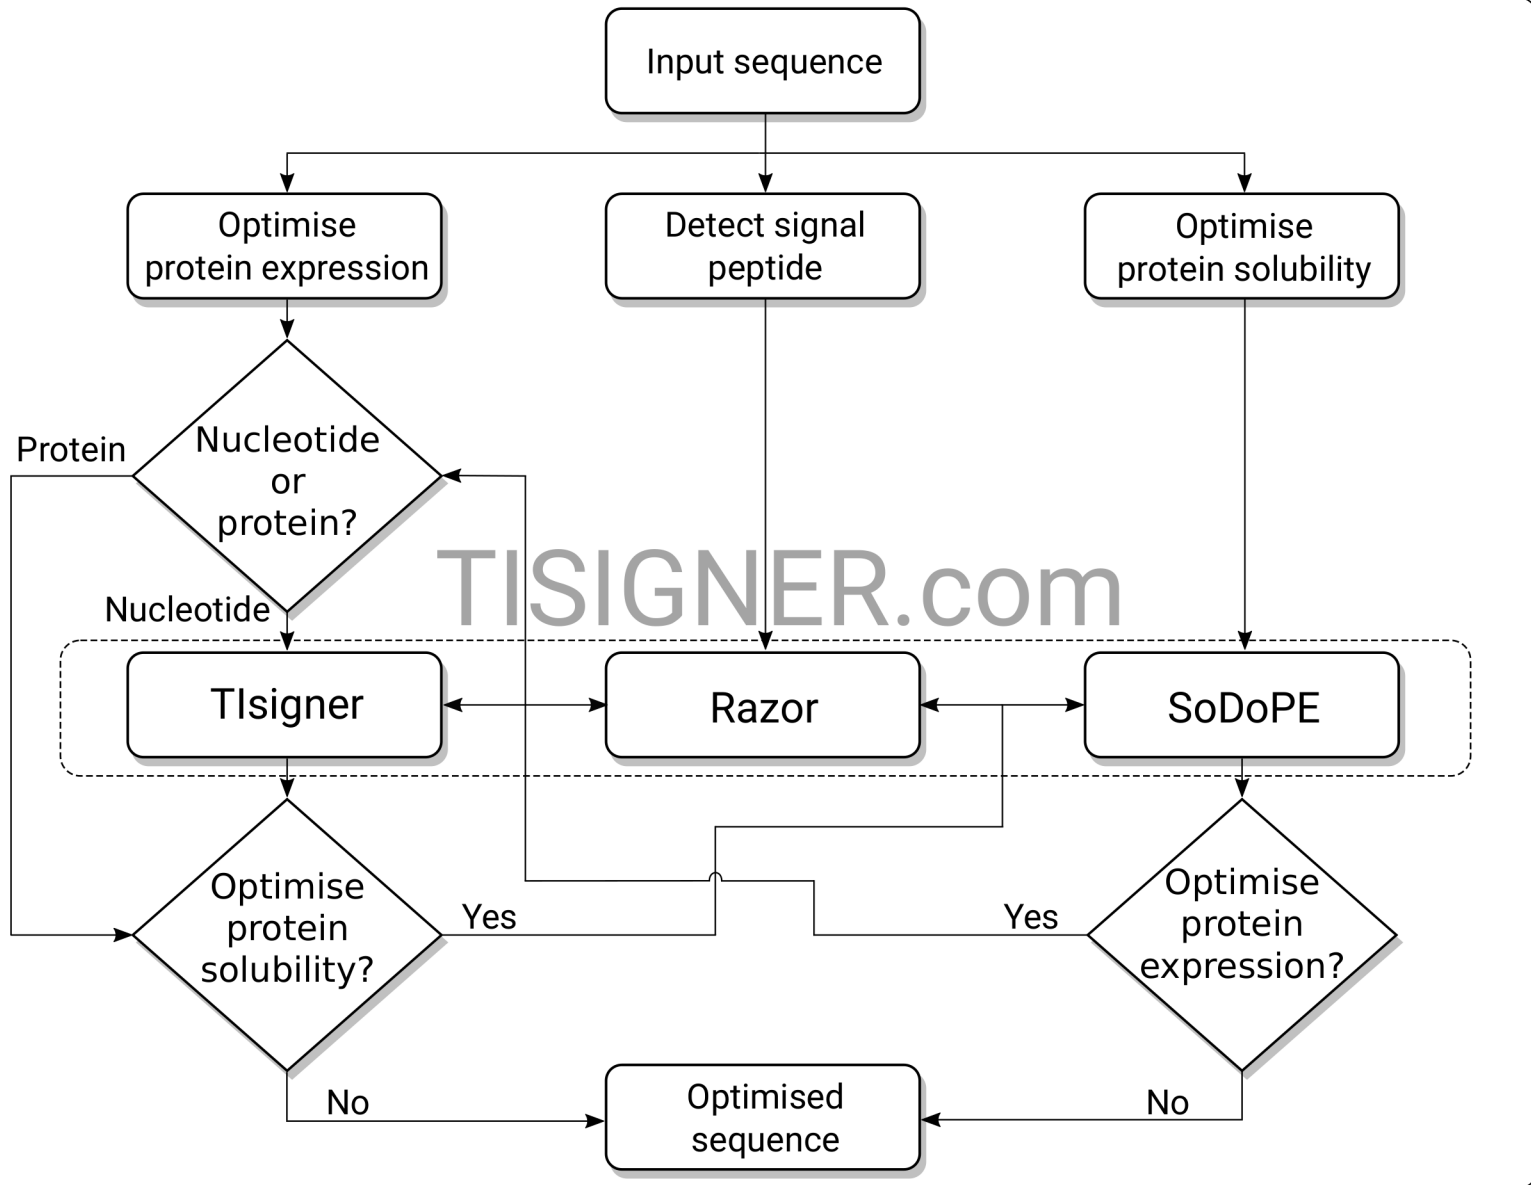 Input sequence
Optimise
protein expression
Detect signal
peptide
Optimise
protein solubility
Protein
Nucleotide
or
protein?
TISIGNER.com
Nucleotide
TIsigner
Razor
SoDoPE
Optimise
protein
solubility?
Yes
Yes
Optimise
protein
expression?
No
Optimised
sequence
No